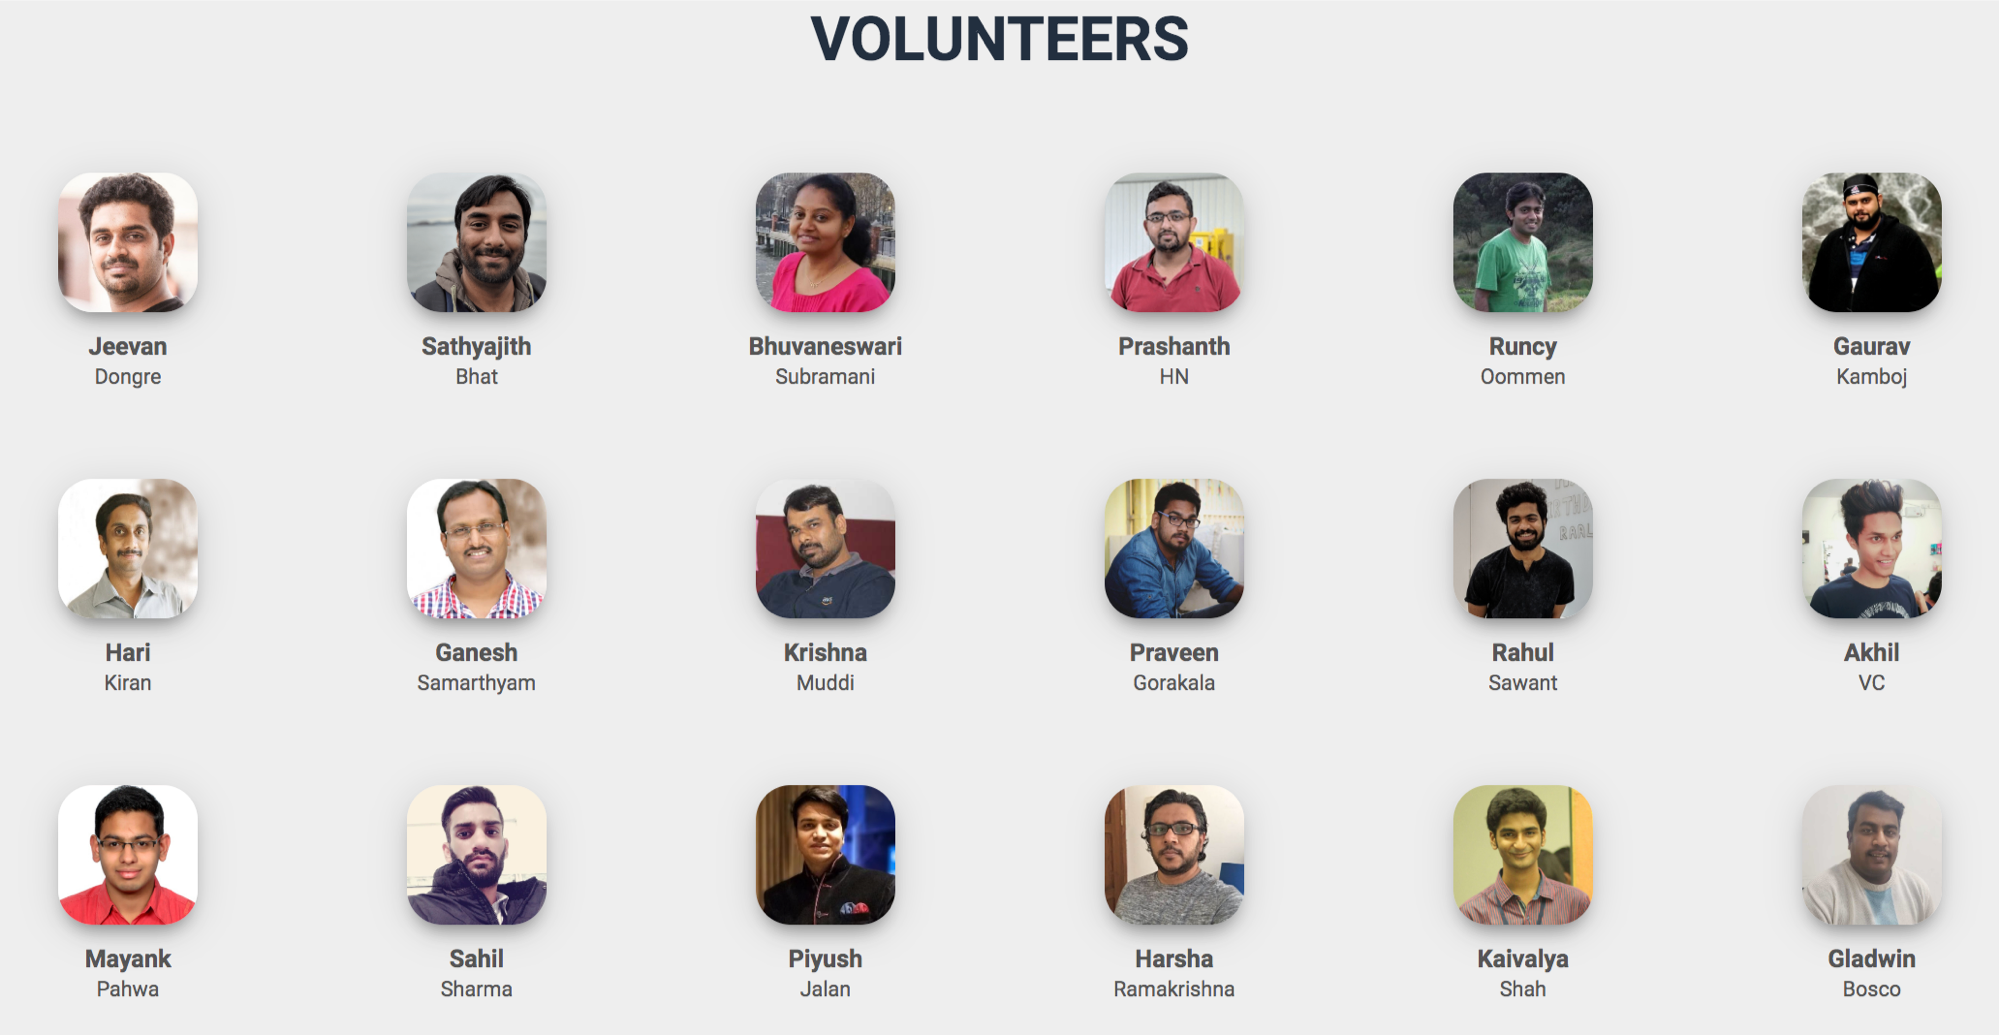 VOLUNTEERS
Jeevan
Dongre
Sathyajith
Bhat
Bhuvaneswari
Subramani
Prashanth
HN
Runcy
Oommen
Gaurav
Kamboj
Hari
Kiran
Ganesh
Samarthyam
Krishna
Muddi
Praveen
Gorakala
Rahul
Sawant
Akhil
VC
Mayank
Pahwa
Sahil
Sharma
Piyush
Jalan
Harsha
Ramakrishna
Kaivalya
Shah
Gladwin
Bosco